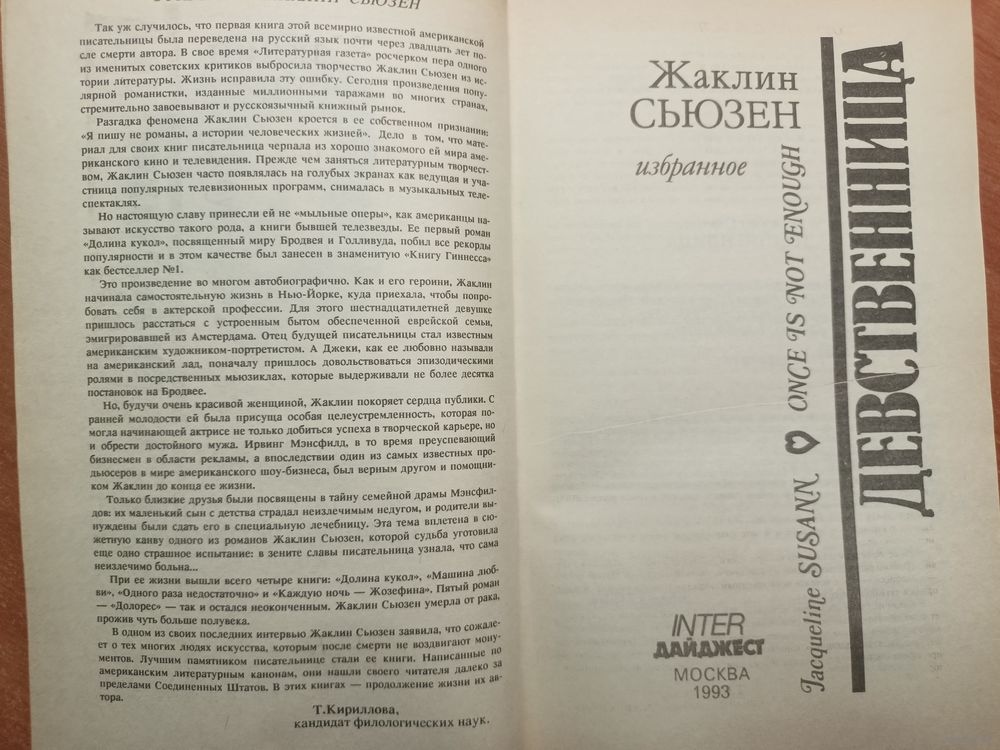 Так уж случилось, что первая книга этой всемирно известной американской
писательницы была переведена на русский язык почти через двадцать лет по-
сле смерти автора. В свое время «Литературная газета» росчерком пера одного
из именитых советских критиков выбросила творчество Жаклин Сьюзен из ис-
тории литературы. Жизнь исправила эту ошибку. Сегодня произведения попу-
лярной романистки, изданные миллионными таражами во многих странах,
стремительно завоевывают и русскоязычный книжный рынок.
Разгадка феномена Жаклин Сьюзен кроется в ее собственном признании:
«Я пишу не романы, а истории человеческих жизней». Дело в том, что мате-
риал для своих книг писательница черпала из хорошо знакомого ей мира аме-
риканского кино и телевидения. Прежде чем заняться литературным творчест-
вом, Жаклин Сьюзен часто появлялась на голубых экранах как ведущая и уча-
стница популярных телевизионных программ, снималась в музыкальных теле-
спектаклях.
Но настоящую славу принесли ей не «мыльные оперы», как американцы на-
зывают искусство такого рода, а книги бывшей телезвезды. Ее первый роман
«Долина кукол», посвященный миру Бродвея и Голливуда, побил все рекорды
популярности и в этом качестве был занесен в знаменитую «Книгу Гиннесса»
как бестселлер №1.
Это произведение во многом автобиографично. Как и его героини, Жаклин
начинала самостоятельную жизнь в Нью-Йорке, куда приехала, чтобы попро-
бовать себя в актерской профессии. Для этого шестнадцатилетней девушке
пришлось расстаться с устроенным бытом обеспеченной еврейской семьи,
эмигрировавшей из Амстердама. Отец будущей писательницы стал известным
американским художником-портретистом. А Джеки, как ее любовно называли
на американский лад, поначалу пришлось довольствоваться эпизодическими
ролями в посредственных мьюзиклах, которые выдерживали не более десятка
постановок на Бродвее.
Но, будучи очень красивой женщиной, Жаклин покоряет сердца публики. С
ранней молодости ей была присуща особая целеустремленность, которая по-
могла начинающей актрисе не только добиться успеха в творческой карьере, но
и обрести достойного мужа. Ирвинг Мэнсфилд, в то время преуспевающий
бизнесмен в области рекламы, а впоследствии один из самых известных про-
дьюсеров в мире американского шоу-бизнеса, был верным другом и помощни-
ком Жаклин до конца ее жизни.
Только близкие друзья были посвящены в тайну семейной драмы Мэнсфил-
дов: их маленький сын с детства страдал неизлечимым недугом, и родители вы-
нуждены были сдать его в специальную лечебницу. Эта тема вплетена в сю-
жетную канву одного из романов Жаклин Сьюзен, которой судьба уготовила
еще одно страшное испытание: в зените славы писательница узнала, что сама
неизлечимо больна...
При ее жизни вышли всего четыре книги: «Долина кукол», «Машина люб-
ви», «Одного раза недостаточно» и «Каждую ночь — Жозефина». Пятый роман
— «Долорес» — так и остался неоконченным. Жаклин Сьюзен умерла от рака,
прожив чуть больше полувека.
В одном из своих последних интервью Жаклин Сьюзен заявила, что сожале-
ет о тех многих людях искусства, которым после смерти не воздвигают мону-
ментов. Лучшим памятником писательнице стали ее книги. Написанные по
американским литературным канонам, они нашли своего читателя далеко за
пределами Соединенных Штатов. В этих книгах — продолжение жизни их ав-
тора.
Т.Кириллова,
кандидат филологических наук.
Жаклин
СЬЮЗЕН
избранное
Jacqueline SUSANN ONCE IS NOT ENOUGH
ДЕВСТВЕННИЦА
INTER
ДАЙДЖЕСТ
МОСКВА
1993